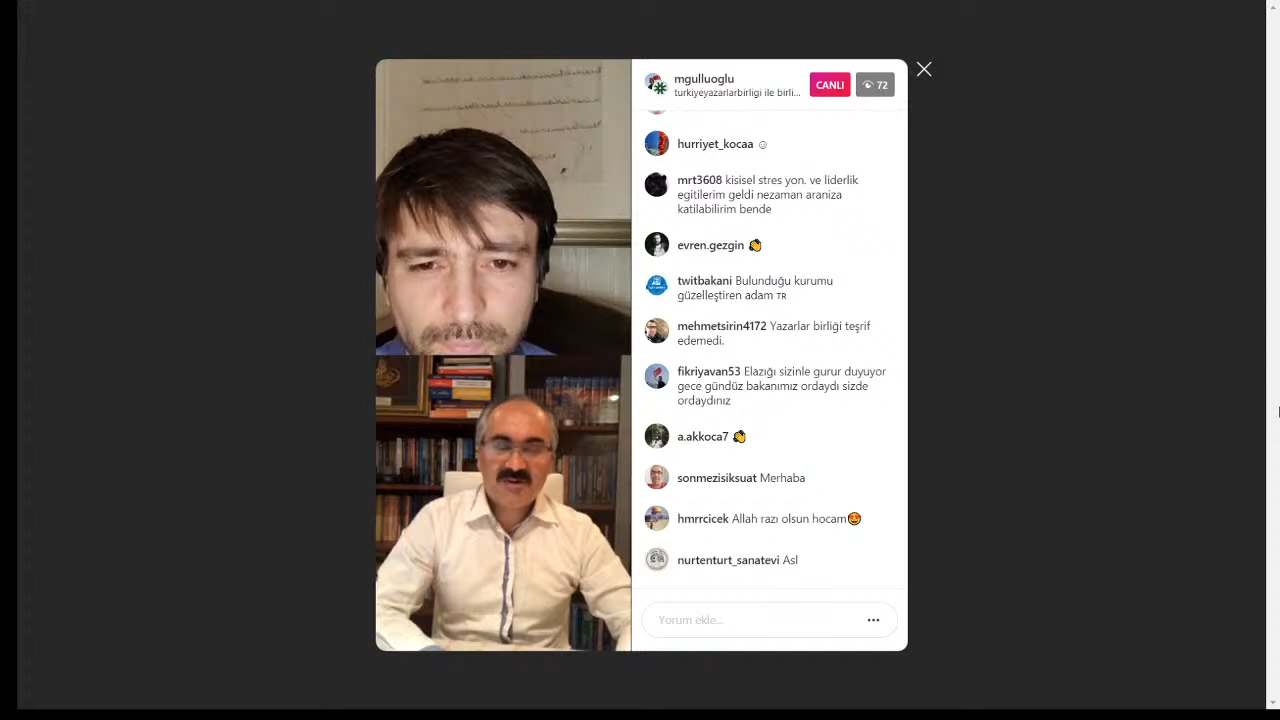 mgulluoglu
turkiyeyazarlarbirligi ile birli...
CANLI
72
hurriyet_kocaa ☺
mrt3608 kisisel stres yon. ve liderlik
egitilerim geldi nezaman araniza
katilabilirim bende
evren.gezgin 👏
twitbakani Bulunduğu kurumu
güzelleştiren adam TR
mehmetsirin4172 Yazarlar birliği teşrif
edemedi.
fikriyavan53 Elazığı sizinle gurur duyuyor
gece gündüz bakanımız ordaydı sizde
ordaydınız
a.akkoca7 👏
sonmezisiksuat Merhaba
hmrrcicek Allah razı olsun hocam🤩
nurtenturt_sanatevi Asl
Yorum ekle...